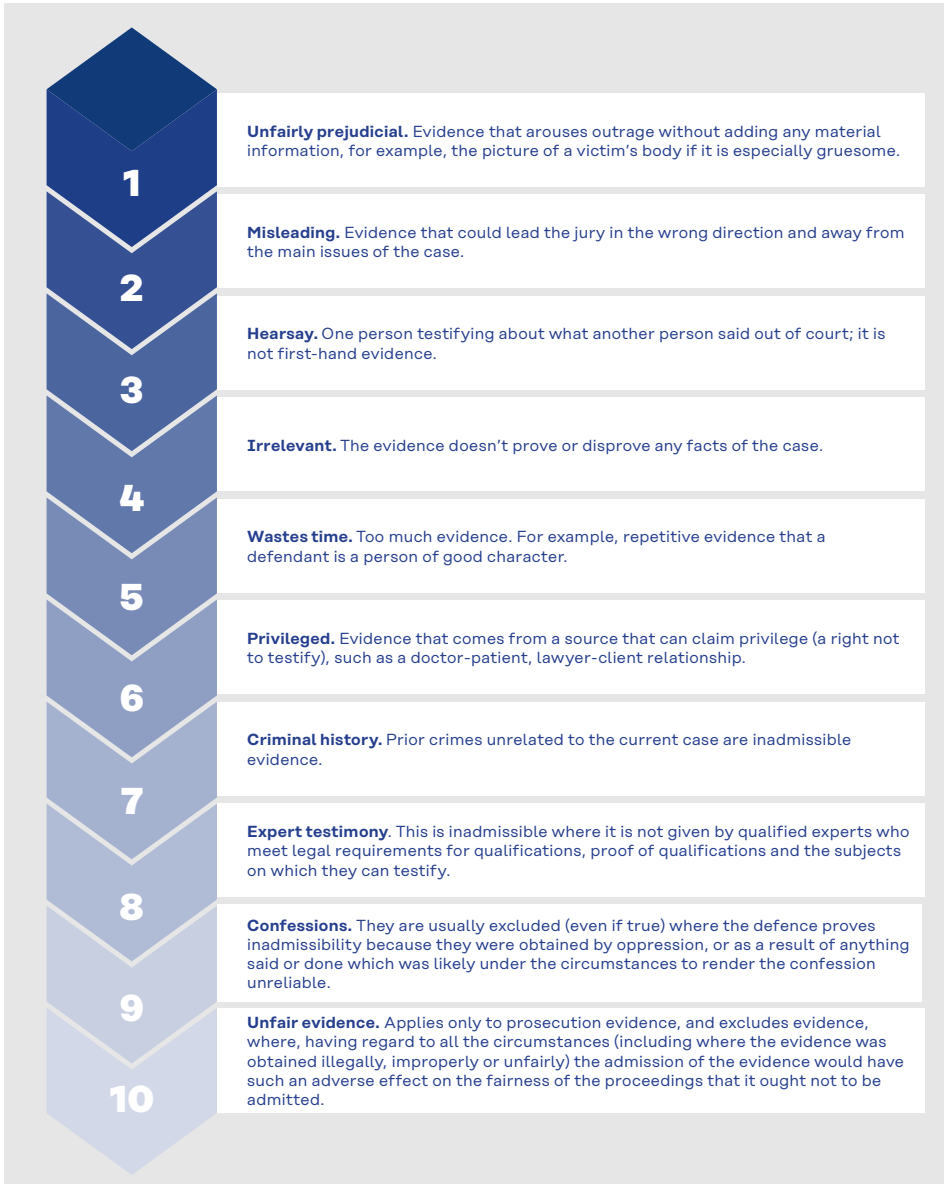 1
Unfairly prejudicial. Evidence that arouses outrage without adding any material
information, for example, the picture of a victim’s body if it is especially gruesome.
2
Misleading. Evidence that could lead the jury in the wrong direction and away from
the main issues of the case.
3
Hearsay. One person testifying about what another person said out of court; it is
not first-hand evidence.
4
Irrelevant. The evidence doesn’t prove or disprove any facts of the case.
5
Wastes time. Too much evidence. For example, repetitive evidence that a
defendant is a person of good character.
6
Privileged. Evidence that comes from a source that can claim privilege (a right not
to testify), such as a doctor-patient, lawyer-client relationship.
7
Criminal history. Prior crimes unrelated to the current case are inadmissible
evidence.
8
Expert testimony. This is inadmissible where it is not given by qualified experts who
meet legal requirements for qualifications, proof of qualifications and the subjects
on which they can testify.
9
Confessions. They are usually excluded (even if true) where the defence proves
inadmissibility because they were obtained by oppression, or as a result of anything
said or done which was likely under the circumstances to render the confession
unreliable.
10
Unfair evidence. Applies only to prosecution evidence, and excludes evidence,
where, having regard to all the circumstances (including where the evidence was
obtained illegally, improperly or unfairly) the admission of the evidence would have
such an adverse effect on the fairness of the proceedings that it ought not to be
admitted.